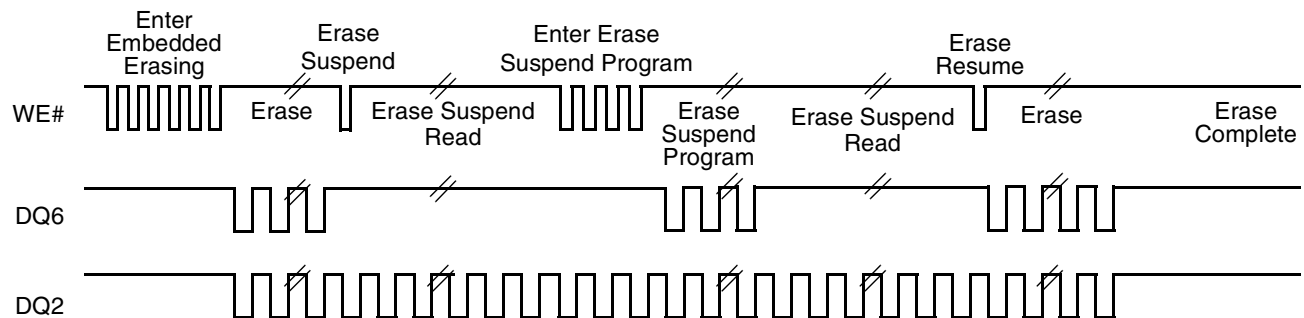 Enter
Embedded
Erasing
Erase
Suspend
Enter Erase
Suspend Program
Erase
Resume
WE#
Erase
Erase Suspend
Read
Erase
Suspend
Program
Erase Suspend
Read
Erase
Erase
Complete
DQ6
DQ2